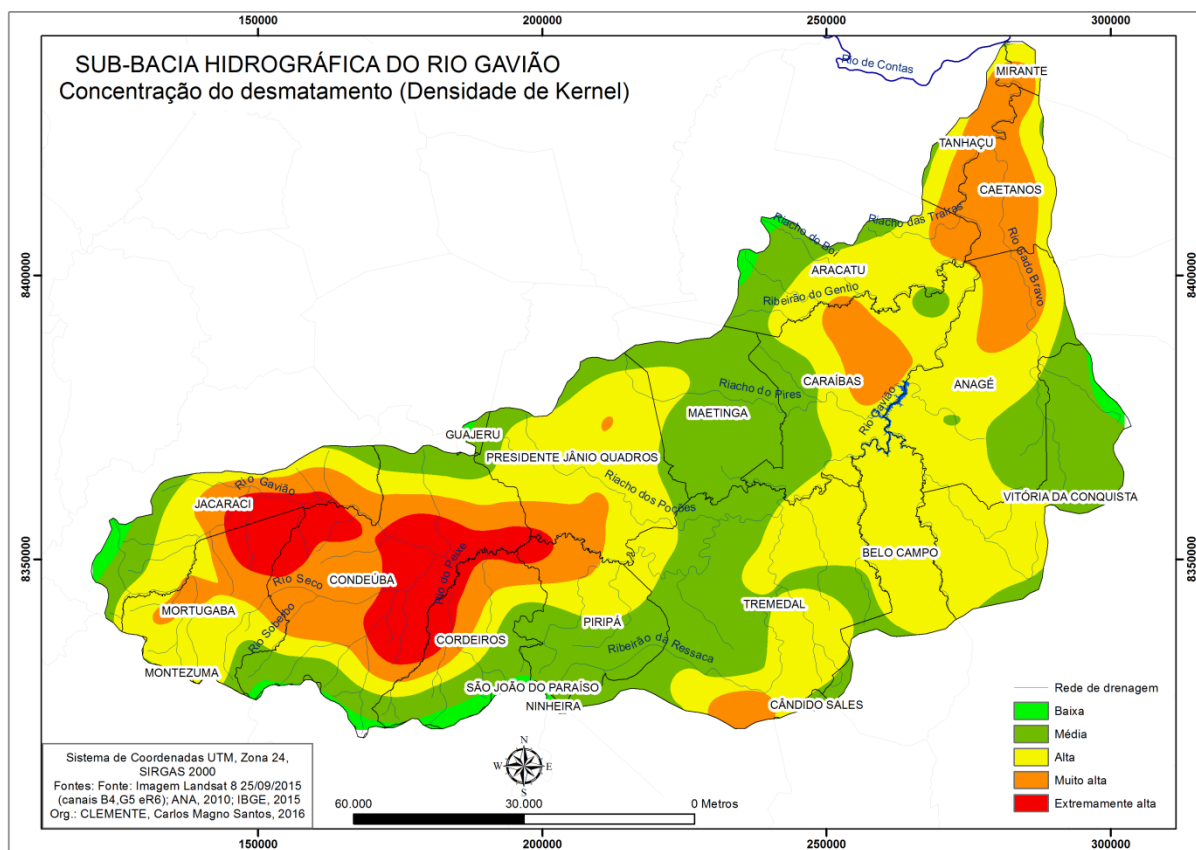 150000 200000 250000 300000
SUB-BACIA HIDROGRÁFICA DO RIO GAVIÃO
Concentração do desmatamento (Densidade de Kernel)
Rio de Contas
MIRANTE
TANHAÇU
CAETANOS
Riacho das Traíras
Riacho do Boi
Rio Gado Bravo
8400000
8400000
ARACATU
Ribeirão do Gentio
CARAÍBAS
ANAGÉ
Riacho do Pires
Rio Gavião
MAETINGA
GUAJERU
PRESIDENTE JÂNIO QUADROS
Riacho dos Poções
Rio Gavião
JACARACI
VITÓRIA DA CONQUISTA
8350000
8350000
BELO CAMPO
Rio do Peixe
CONDEÚBA
Rio Seco
MORTUGABA
TREMEDAL
PIRIPÁ
Rio Soberbo
CORDEIROS
Ribeirão da Ressaca
MONTEZUMA
SÃO JOÃO DO PARAÍSO
NINHEIRA
CÂNDIDO SALES
Rede de drenagem
Baixa
Média
Alta
Muito alta
Extremamente alta
N
W E
S
Sistema de Coordenadas UTM, Zona 24,
SIRGAS 2000
Fontes: Fonte: Imagem Landsat 8 25/09/2015
(canais B4,G5 eR6); ANA, 2010; IBGE, 2015
Org.: CLEMENTE, Carlos Magno Santos, 2016
60.000 30.000 0 Metros
150000 200000 250000 300000